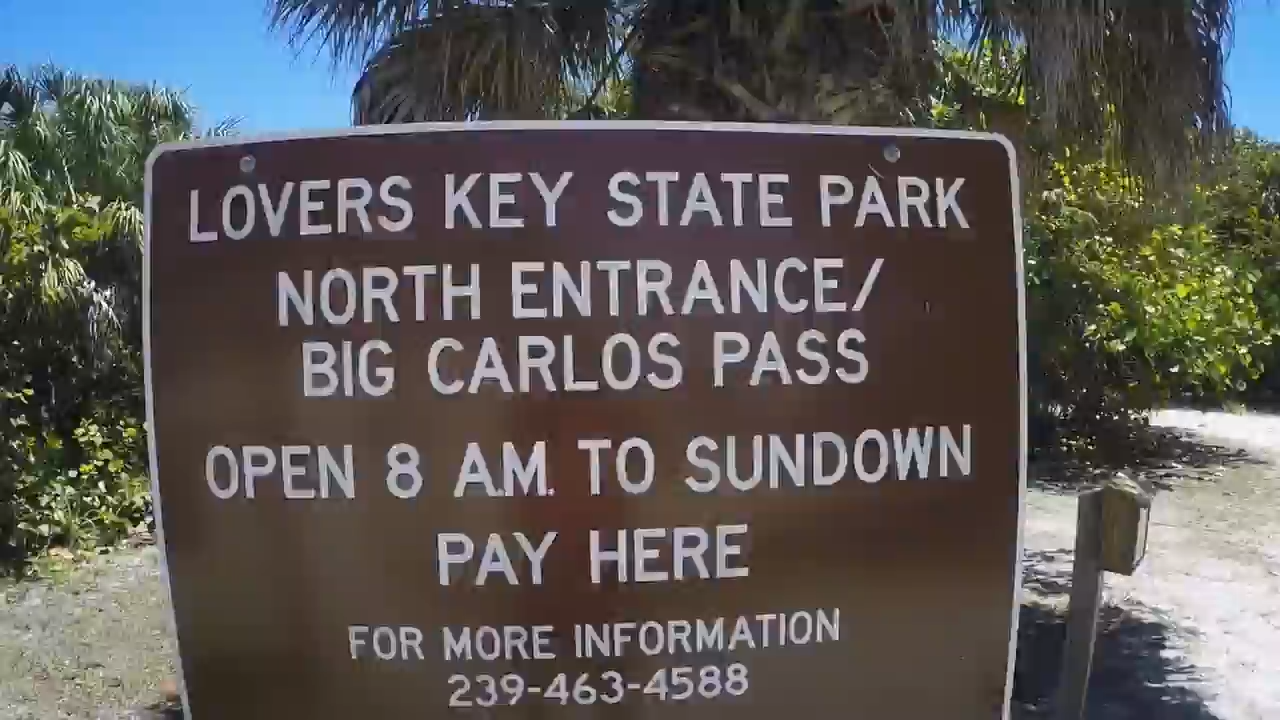 LOVERS KEY STATE PARK
NORTH ENTRANCE/
BIG CARLOS PASS
OPEN 8 A.M. TO SUNDOWN
PAY HERE
FOR MORE INFORMATION
239-463-4588